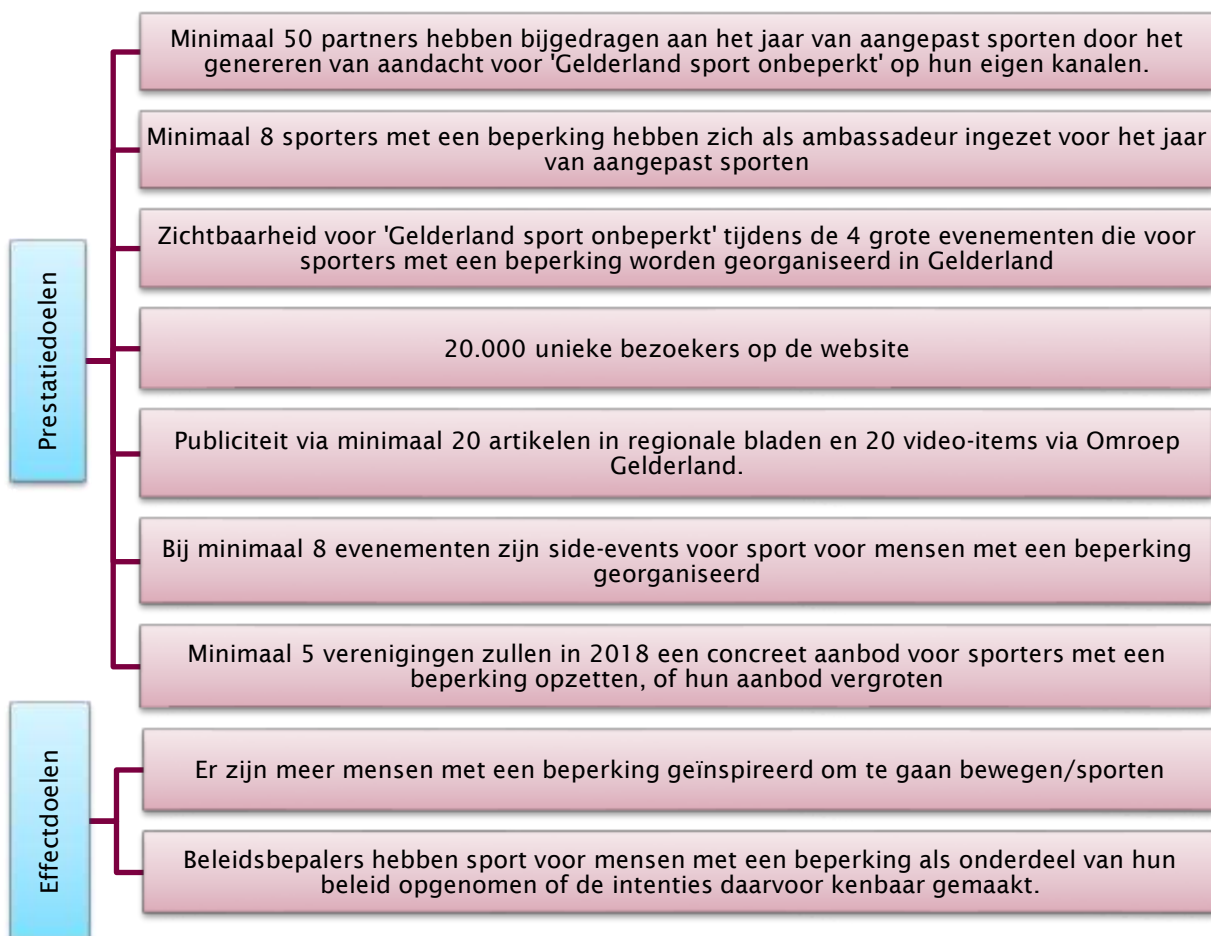 Prestatiedoelen
Minimaal 50 partners hebben bijgedragen aan het jaar van aangepast sporten door het
genereren van aandacht voor 'Gelderland sport onbeperkt' op hun eigen kanalen.
Minimaal 8 sporters met een beperking hebben zich als ambassadeur ingezet voor het jaar
van aangepast sporten
Zichtbaarheid voor 'Gelderland sport onbeperkt' tijdens de 4 grote evenementen die voor
sporters met een beperking worden georganiseerd in Gelderland
20.000 unieke bezoekers op de website
Publiciteit via minimaal 20 artikelen in regionale bladen en 20 video-items via Omroep
Gelderland.
Bij minimaal 8 evenementen zijn side-events voor sport voor mensen met een beperking
georganiseerd
Minimaal 5 verenigingen zullen in 2018 een concreet aanbod voor sporters met een
beperking opzetten, of hun aanbod vergroten
Effectdoelen
Er zijn meer mensen met een beperking geïnspireerd om te gaan bewegen/sporten
Beleidsbepalers hebben sport voor mensen met een beperking als onderdeel van hun
beleid opgenomen of de intenties daarvoor kenbaar gemaakt.